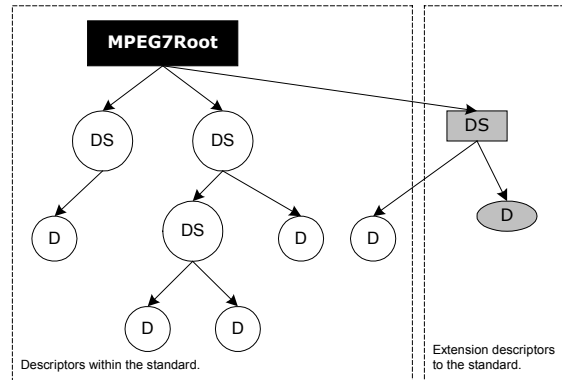 MPEG7Root
DS
DS
DS
D
DS
D
D
D
D
D
Descriptors within the standard.
Extension descriptors
to the standard.